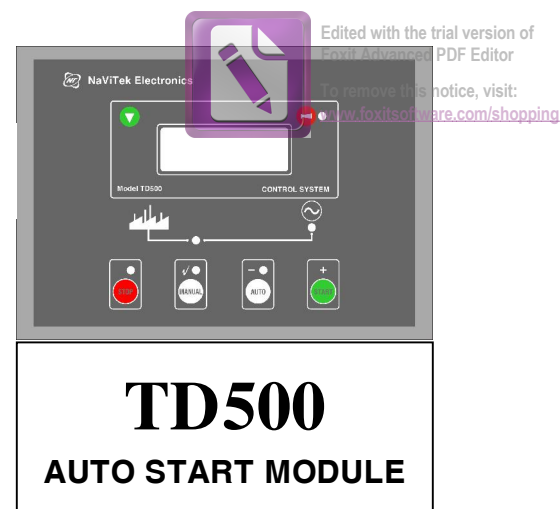 Edited with the trial version of
Foxit Advanced PDF Editor
To remove this notice, visit:
www.foxitsoftware.com/shopping
NaViTek Electronics
Model TD500
CONTROL SYSTEM
STOP
✓
MANUAL
−
AUTO
+
START
TD500
AUTO START MODULE